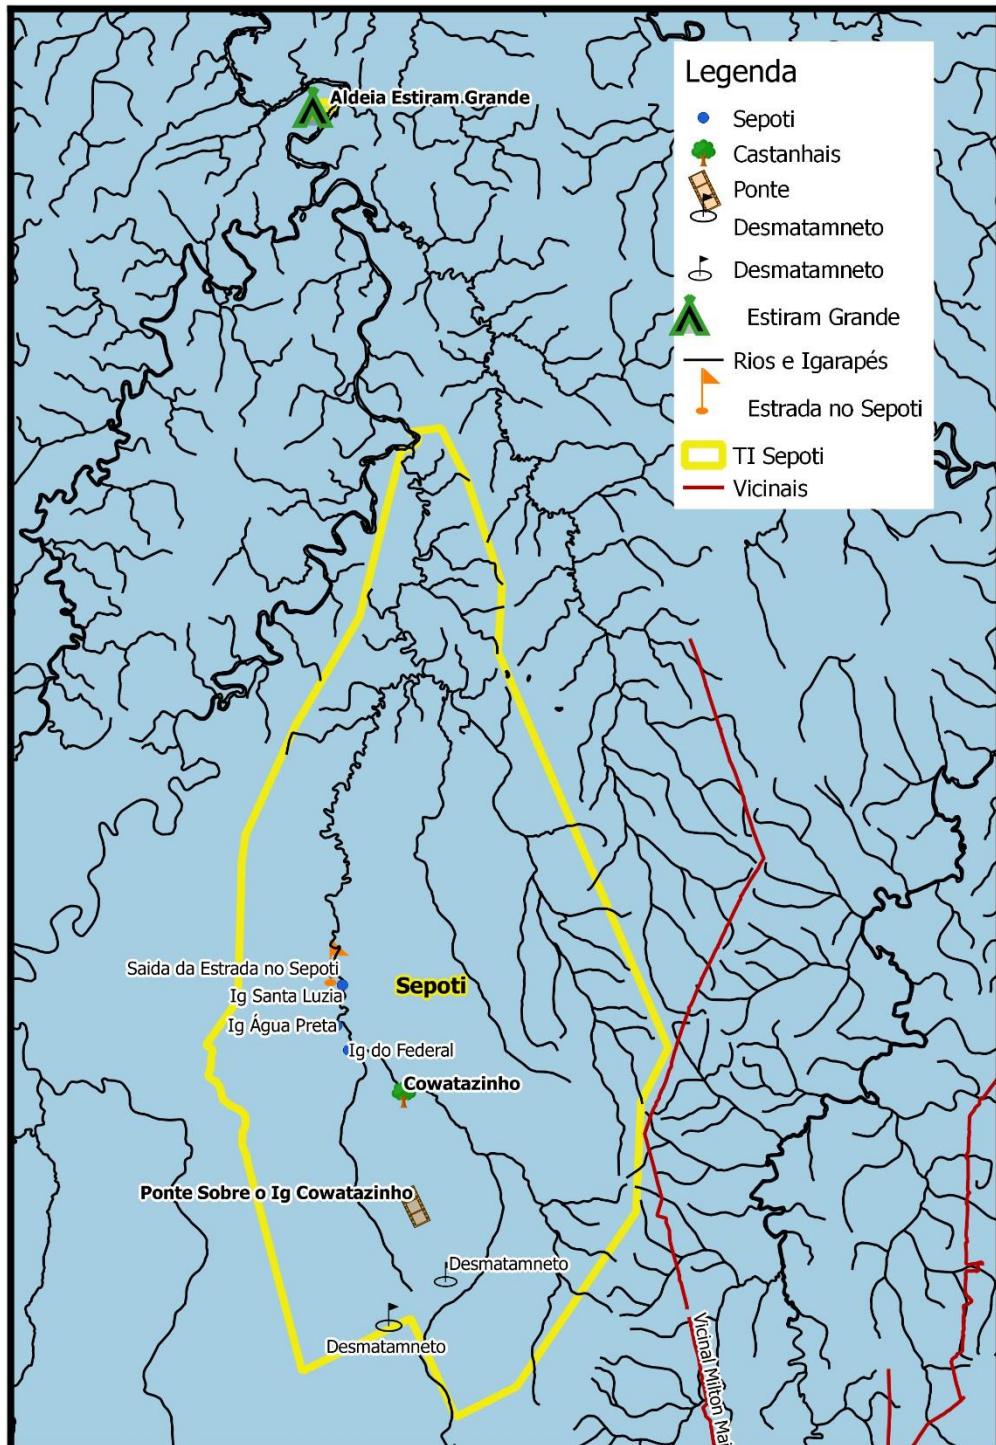 Aldeia Estiram Grande
Legenda
Sepoti
Castanhais
Ponte
Desmatamneto
Desmatamneto
Estiram Grande
Rios e Igarapés
Estrada no Sepoti
TI Sepoti
Vicinais
Saida da Estrada no Sepoti
Sepoti
Ig Santa Luzia
Ig Água Preta
Ig do Federal
Cowatazinho
Ponte Sobre o Ig Cowatazinho
Desmatamneto
Desmatamneto
Vicinal Milton Mai